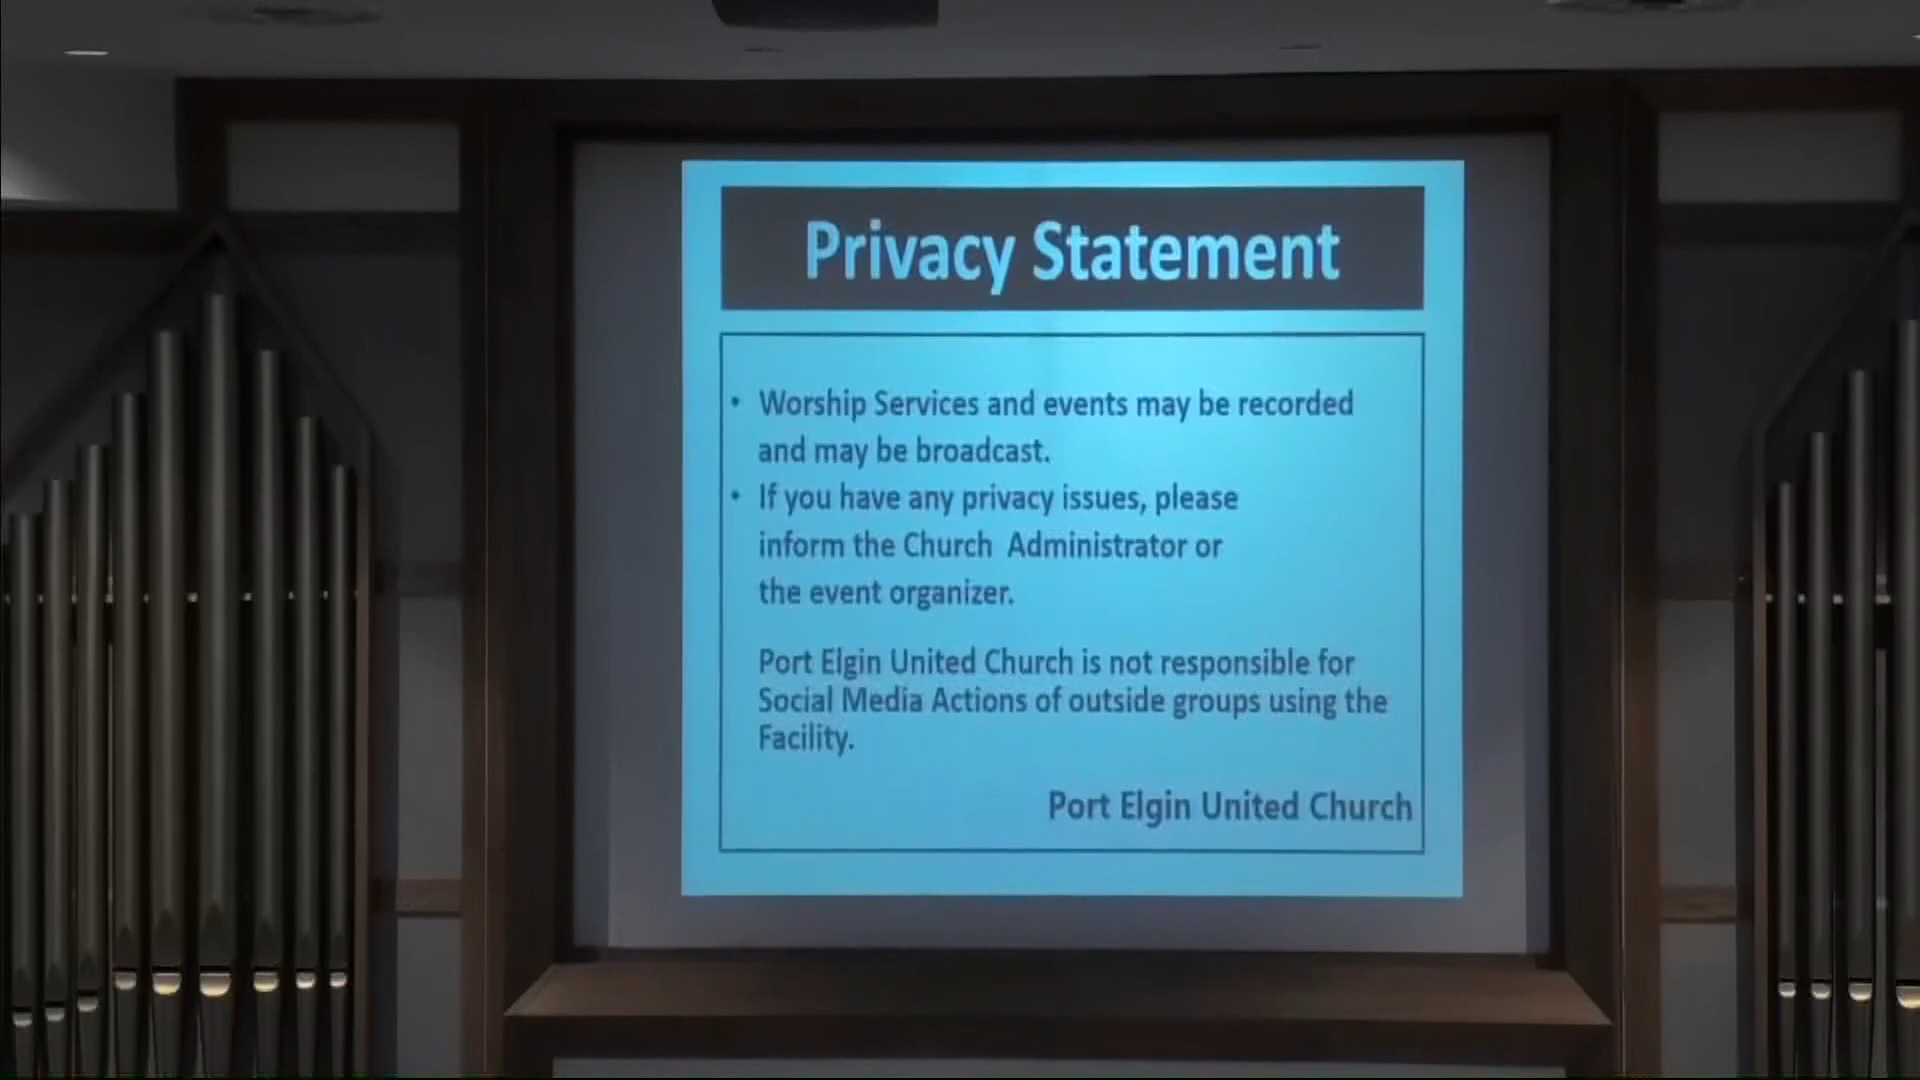 Privacy Statement
• Worship Services and events may be recorded
and may be broadcast.
• If you have any privacy issues, please
inform the Church Administrator or
the event organizer.
Port Elgin United Church is not responsible for
Social Media Actions of outside groups using the
Facility.
Port Elgin United Church